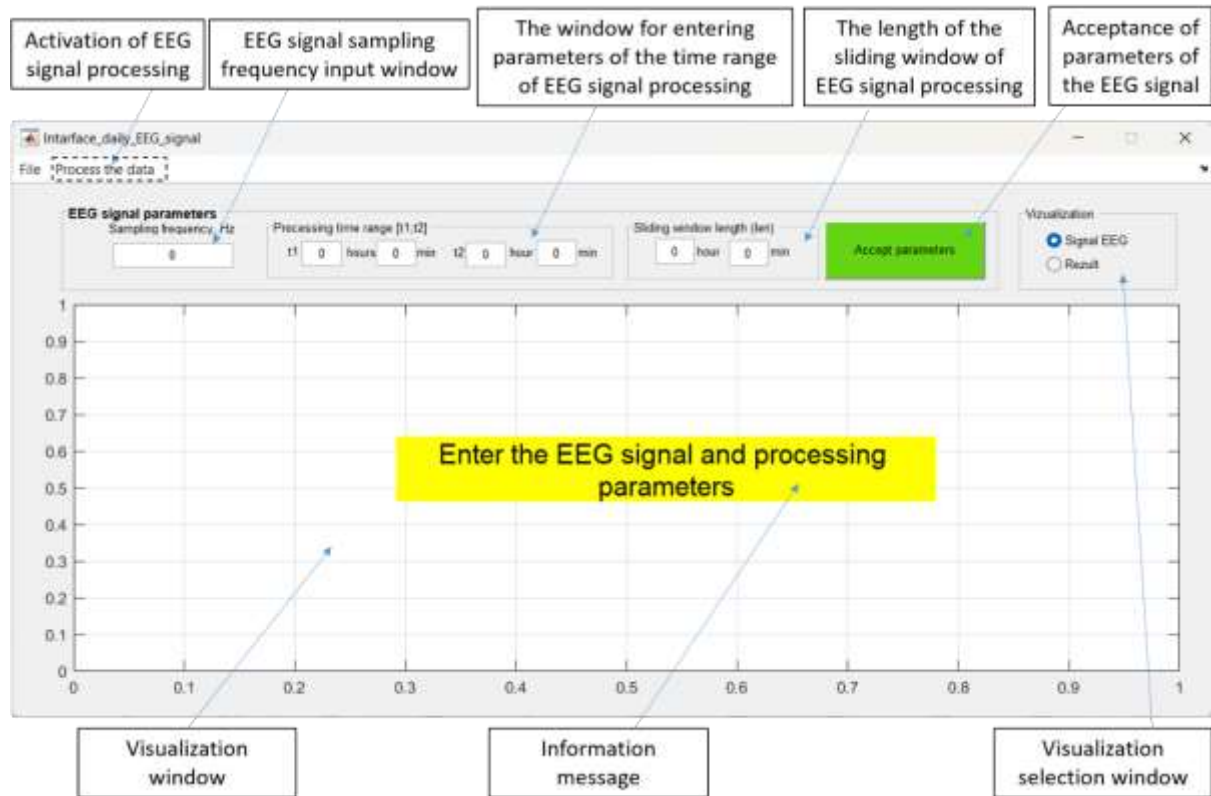 Activation of EEG
signal processing
EEG signal sampling
frequency input window
The window for entering
parameters of the time range
of EEG signal processing
The length of the
sliding window of
EEG signal processing
Acceptance of
parameters of
the EEG signal
Intarface_daily_EEG_signal
File Process the data
EEG signal parameters
Sampling frequency, Hz
0
Precessing time range [t1,t2]
t1 0 hours 0 min t2 0 hour 0 min
Sliding window length (len)
0 hour 0 min
Accept parameters
Vizualization
Signal EEG
Rezult
1
0.9
0.8
0.7
0.6
0.5
0.4
0.3
0.2
0.1
0
Enter the EEG signal and processing
parameters
0 0.1 0.2 0.3 0.4 0.5 0.6 0.7 0.8 0.9 1
Visualization
window
Information
message
Visualization
selection window